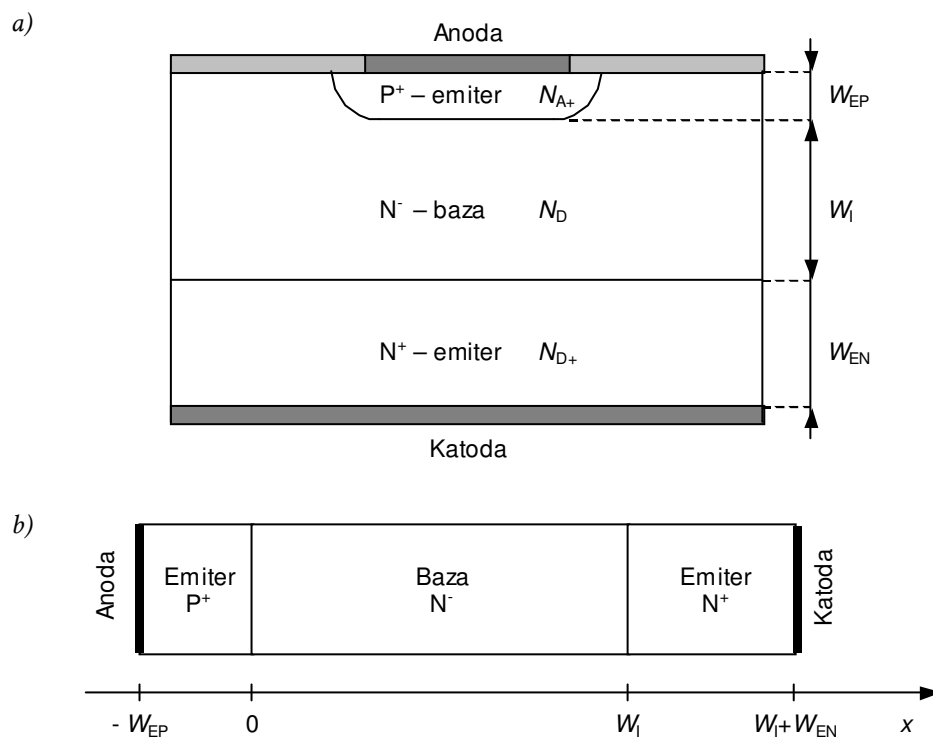 a)
Anoda
P⁺ – emiter N_A+
W_EP
N⁻ – baza N_D
W_I
N⁺ – emiter N_D+
W_EN
Katoda
b)
Anoda
Emiter
P⁺
Baza
N⁻
Emiter
N⁺
Katoda
- W_EP 0 W_I W_I+W_EN x